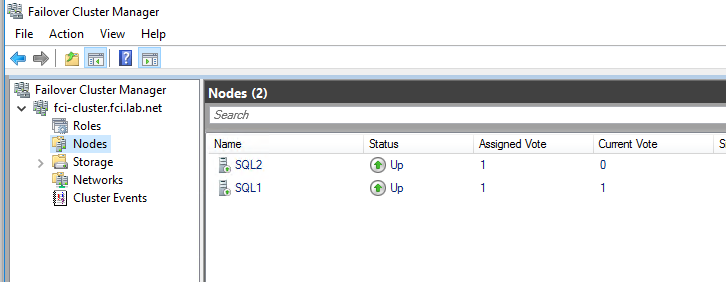 Failover Cluster Manager
File Action View Help
Failover Cluster Manager
fci-cluster.fci.lab.net
Roles
Nodes
Storage
Networks
Cluster Events
Nodes (2)
Search
Name Status Assigned Vote Current Vote S
SQL2 Up 1 0
SQL1 Up 1 1